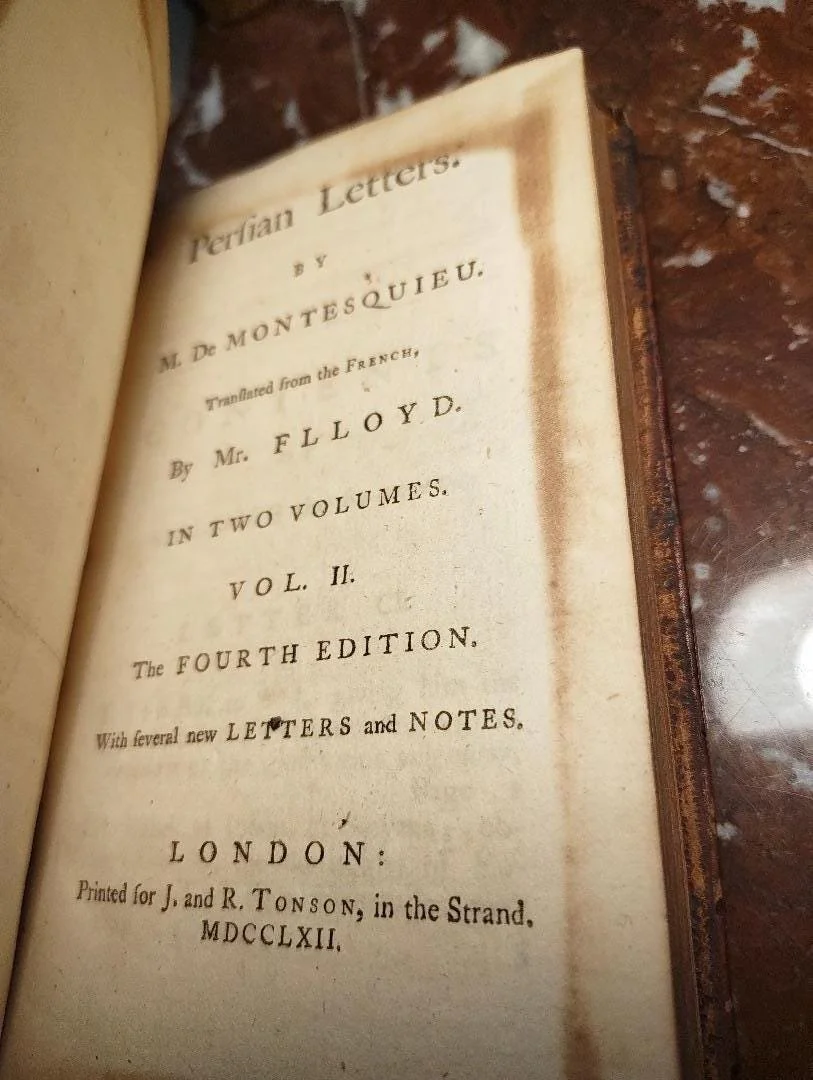 Perſian Letters.
BY
M. De MONTESQUIEU.
Tranſlated from the FRENCH,
By Mr. FLLOYD.
IN TWO VOLUMES.
VOL. II.
The FOURTH EDITION.
With ſeveral new LETTERS and NOTES.
LONDON:
Printed for J. and R. TONSON, in the Strand,
MDCCLXII.